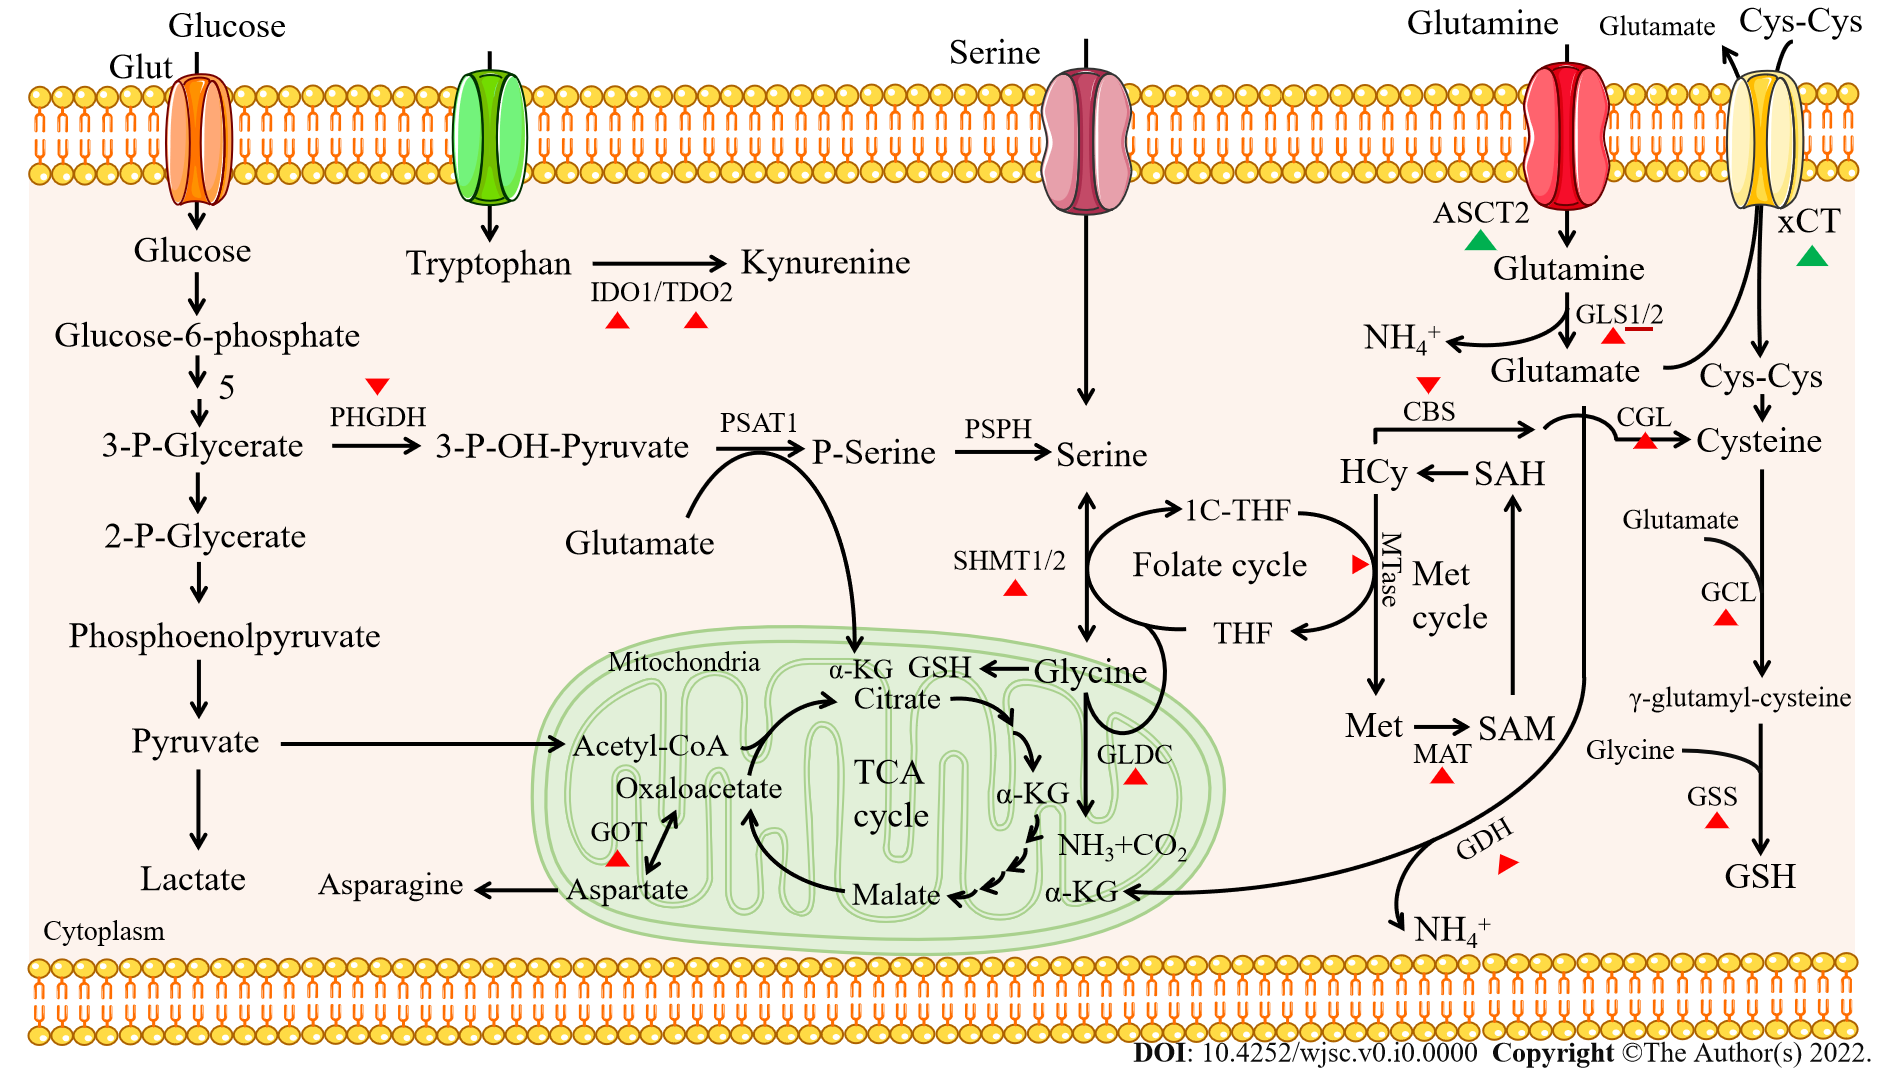 Glucose
Glut
Serine
Glutamine
Glutamate
Cys-Cys
ASCT2
xCT
Glucose
Tryptophan
Kynurenine
IDO1/TDO2
Glutamine
GLS1/2
NH₄⁺
Glutamate
Cys-Cys
Glucose-6-phosphate
5
PHGDH
3-P-Glycerate
3-P-OH-Pyruvate
PSAT1
P-Serine
PSPH
Serine
CBS
CGL
Cysteine
HCy
SAH
Glutamate
2-P-Glycerate
Glutamate
1C-THF
SHMT1/2
Folate cycle
MTase
Met
cycle
GCL
THF
Phosphoenolpyruvate
Mitochondria
α-KG
GSH
Glycine
Citrate
γ-glutamyl-cysteine
Met
SAM
MAT
Glycine
Pyruvate
Acetyl-CoA
GLDC
Oxaloacetate
TCA
cycle
α-KG
GSS
GOT
NH₃+CO₂
GDH
Lactate
Asparagine
Aspartate
Malate
α-KG
GSH
NH₄⁺
Cytoplasm
DOI: 10.4252/wjsc.v0.i0.0000 Copyright ©The Author(s) 2022.